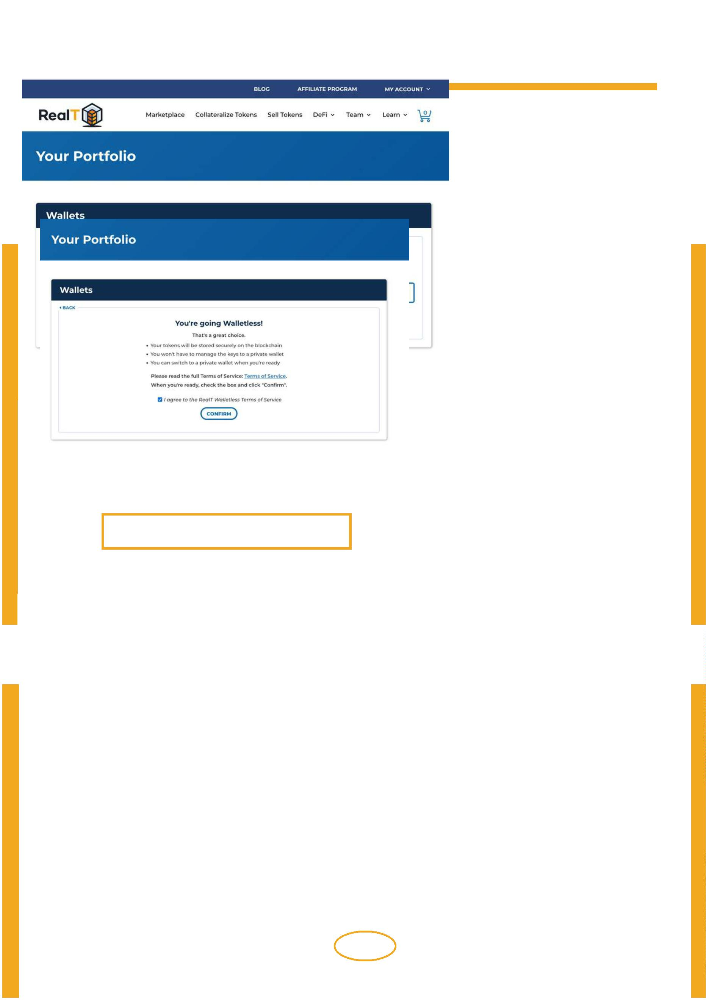 BLOG AFFILIATE PROGRAM MY ACCOUNT
RealT Marketplace Collateralize Tokens Sell Tokens DeFi Team Learn 0
Your Portfolio
Wallets
Your Portfolio
Wallets
BACK
You're going Walletless!
That's a great choice.
• Your tokens will be stored securely on the blockchain
• You won't have to manage the keys to a private wallet
• You can switch to a private wallet when you're ready
Please read the full Terms of Service: Terms of Service.
When you're ready, check the box and click "Confirm".
I agree to the RealT Walletless Terms of Service
CONFIRM